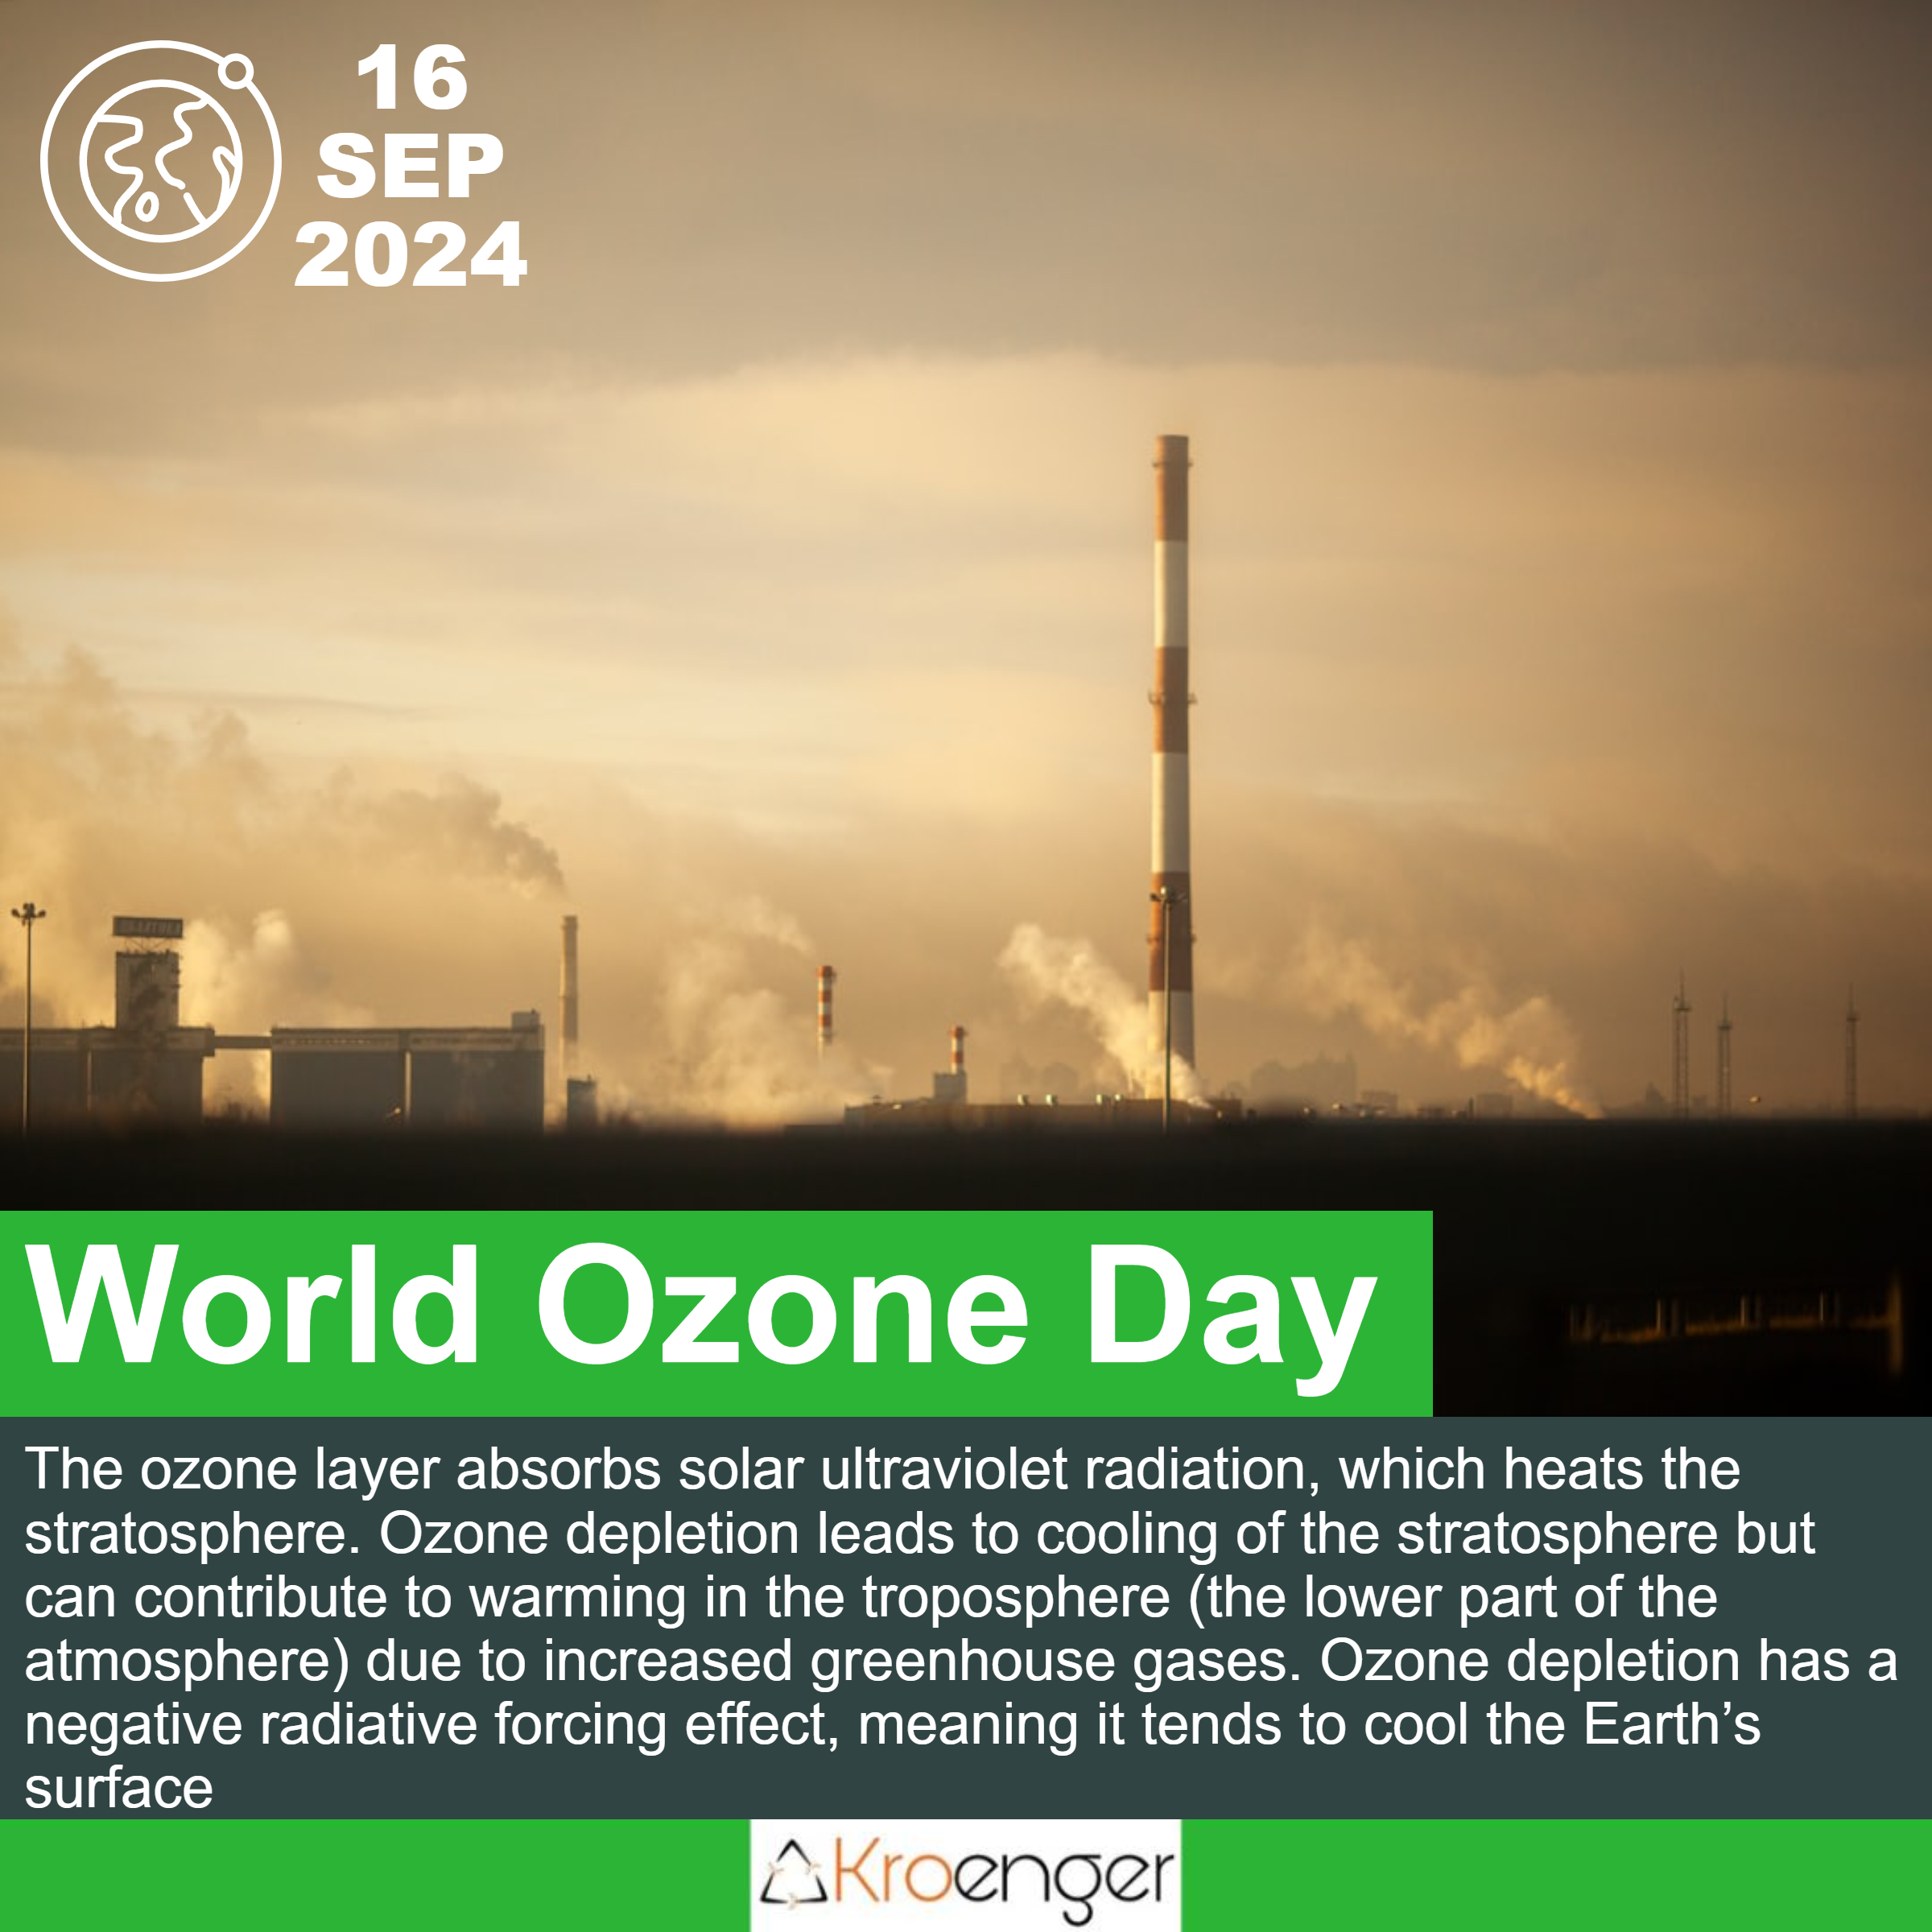 16
SEP
2024
World Ozone Day
The ozone layer absorbs solar ultraviolet radiation, which heats the
stratosphere. Ozone depletion leads to cooling of the stratosphere but
can contribute to warming in the troposphere (the lower part of the
atmosphere) due to increased greenhouse gases. Ozone depletion has a
negative radiative forcing effect, meaning it tends to cool the Earth’s
surface
Kroenger